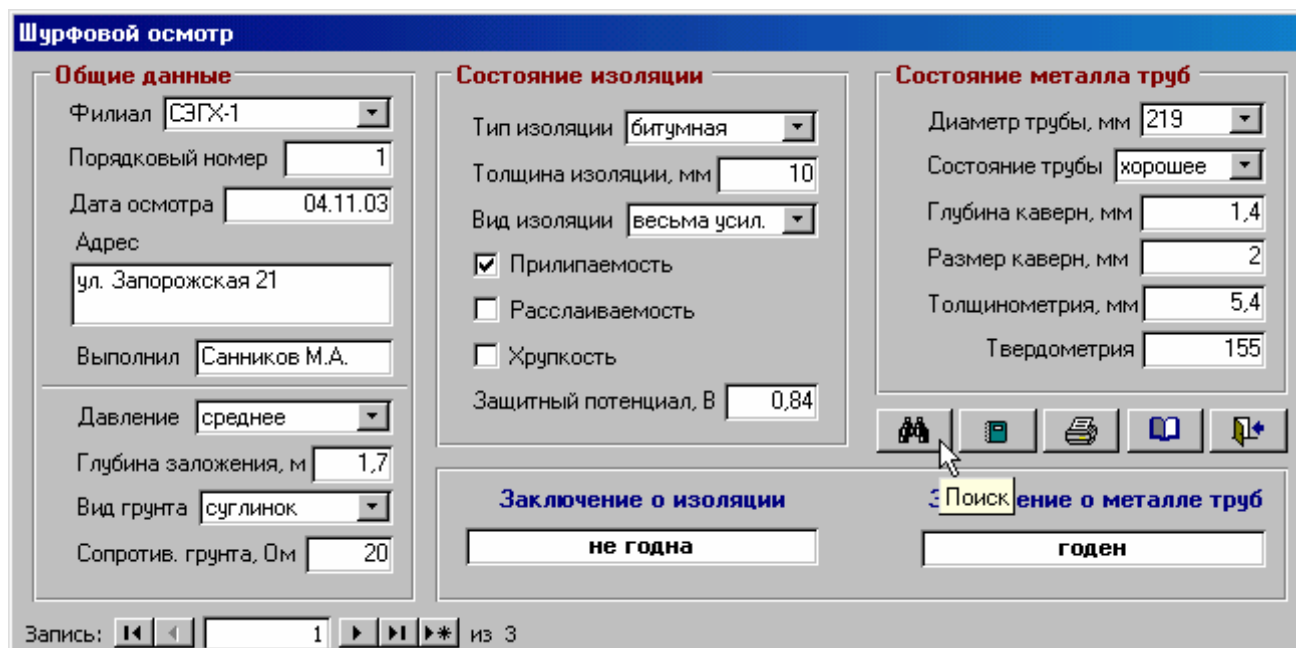 Шурфовой осмотр
Общие данные
Филиал СЭГХ-1
Порядковый номер 1
Дата осмотра 04.11.03
Адрес
ул. Запорожская 21
Выполнил Санников М.А.
Давление среднее
Глубина заложения, м 1,7
Вид грунта суглинок
Сопротив. грунта, Ом 20
Состояние изоляции
Тип изоляции битумная
Толщина изоляции, мм 10
Вид изоляции весьма усил.
Прилипаемость
Расслаиваемость
Хрупкость
Защитный потенциал, В 0,84
Состояние металла труб
Диаметр трубы, мм 219
Состояние трубы хорошее
Глубина каверн, мм 1,4
Размер каверн, мм 2
Толщинометрия, мм 5,4
Твердометрия 155
Поиск
Заключение о изоляции
не годна
ение о металле труб
годен
Запись: 1 из 3